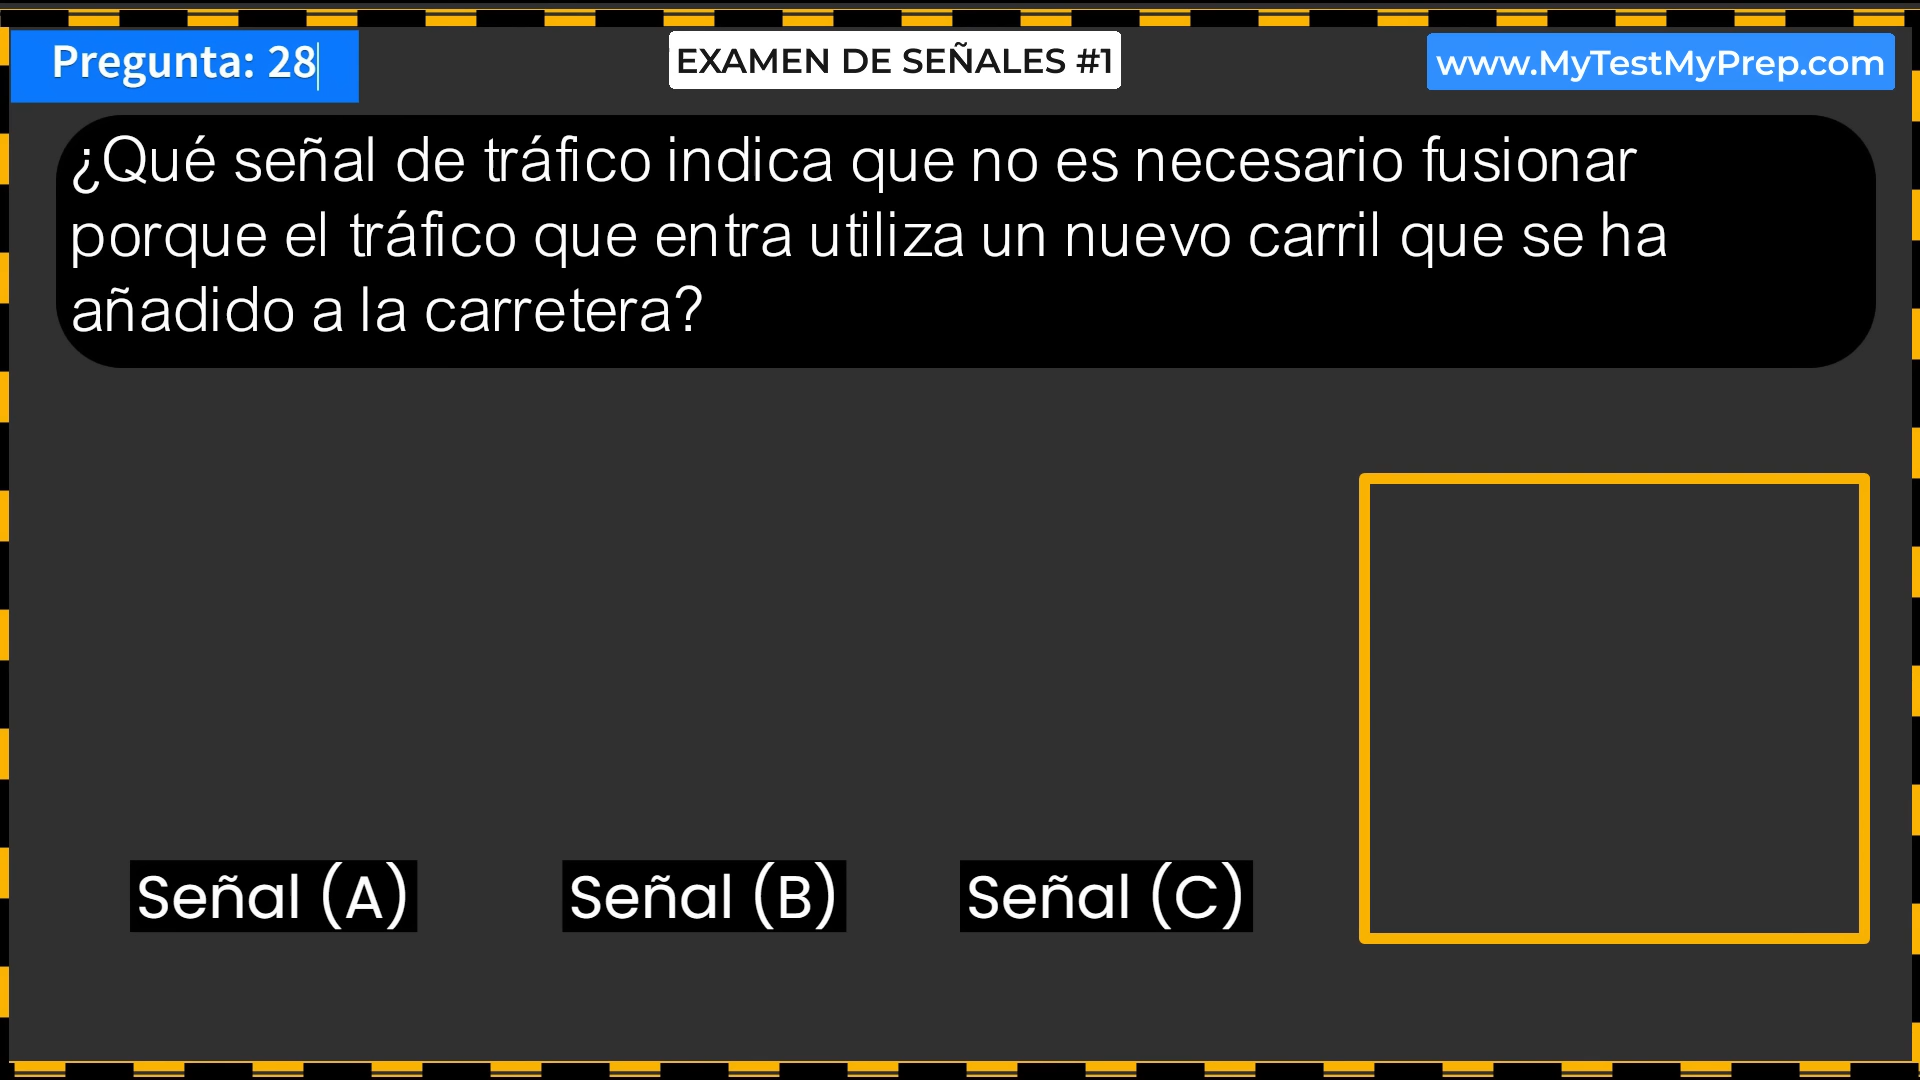 Pregunta: 28
EXAMEN DE SEÑALES #1
www.MyTestMyPrep.com
¿Qué señal de tráfico indica que no es necesario fusionar
porque el tráfico que entra utiliza un nuevo carril que se ha
añadido a la carretera?
Señal (A)
Señal (B)
Señal (C)